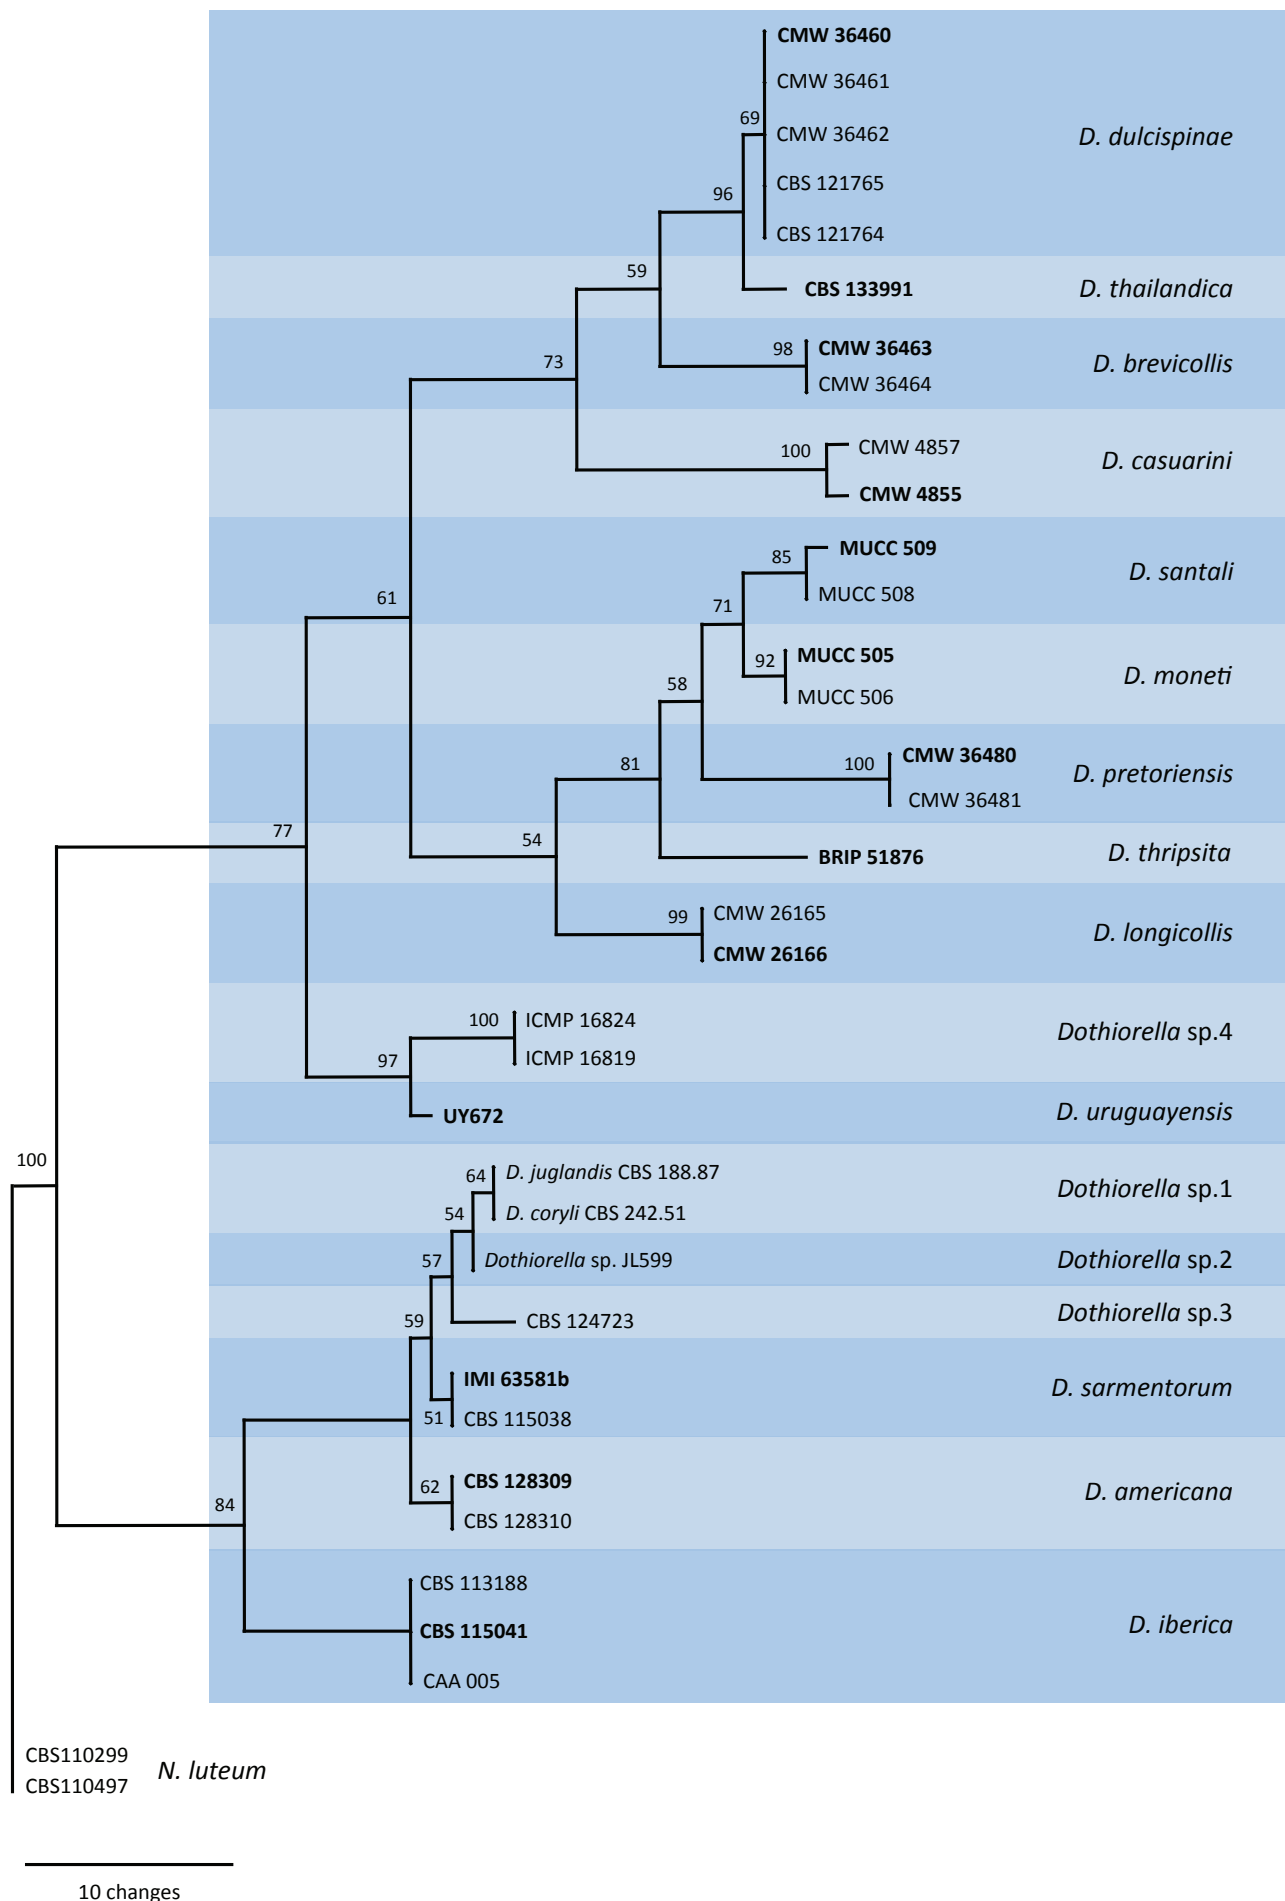 CMW 36460
CMW 36461
69
CMW 36462
D. dulcispinae
CBS 121765
96
CBS 121764
59
CBS 133991
D. thailandica
98
CMW 36463
73
D. brevicollis
CMW 36464
100
CMW 4857
D. casuarini
CMW 4855
MUCC 509
85
D. santali
61
MUCC 508
71
MUCC 505
92
D. moneti
58
MUCC 506
CMW 36480
81
100
D. pretoriensis
CMW 36481
77
54
BRIP 51876
D. thripsita
99
CMW 26165
D. longicollis
CMW 26166
100
ICMP 16824
Dothiorella sp.4
97
ICMP 16819
UY672
D. uruguayensis
100
64
D. juglandis CBS 188.87
Dothiorella sp.1
54
D. coryli CBS 242.51
57
Dothiorella sp. JL599
Dothiorella sp.2
59
CBS 124723
Dothiorella sp.3
IMI 63581b
D. sarmentorum
51
CBS 115038
62
CBS 128309
D. americana
84
CBS 128310
CBS 113188
CBS 115041
D. iberica
CAA 005
CBS110299
N. luteum
CBS110497
10 changes